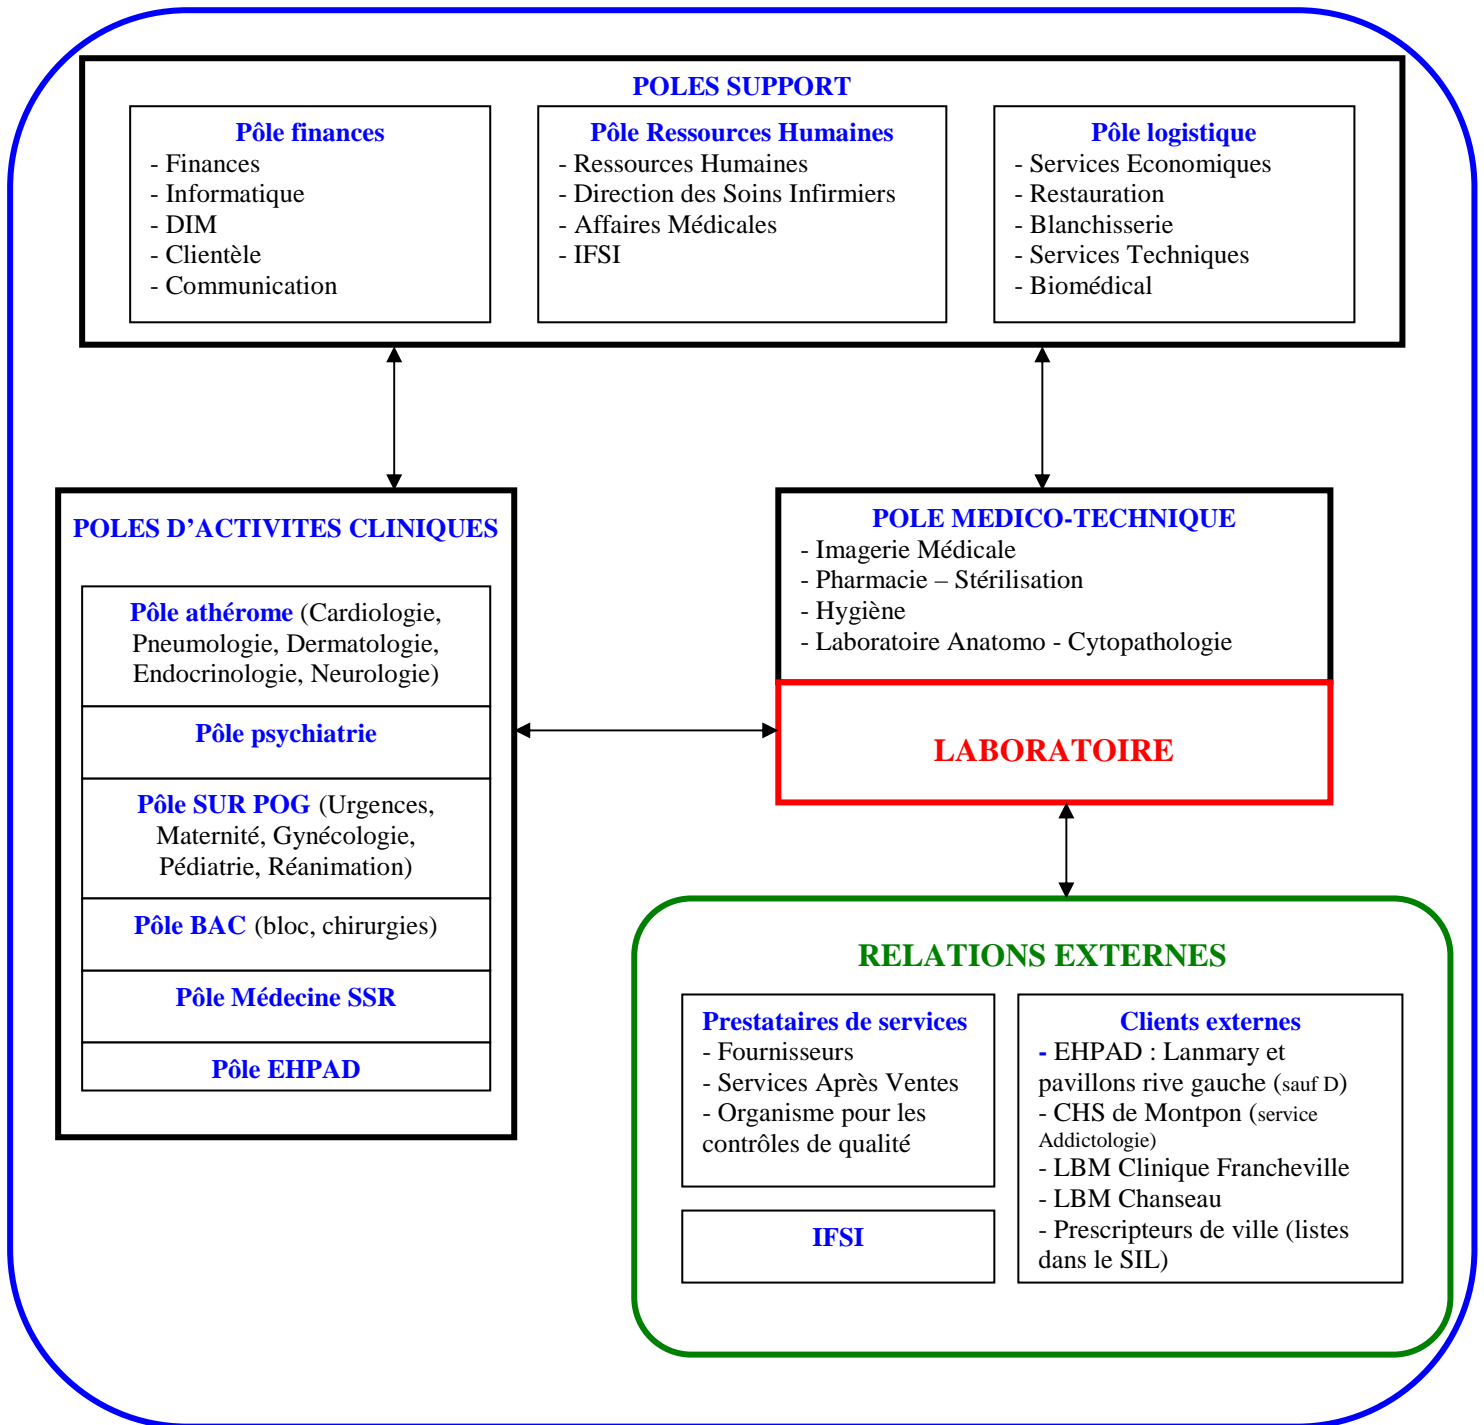 POLES SUPPORT
Pôle finances
- Finances
- Informatique
- DIM
- Clientèle
- Communication
Pôle Ressources Humaines
- Ressources Humaines
- Direction des Soins Infirmiers
- Affaires Médicales
- IFSI
Pôle logistique
- Services Economiques
- Restauration
- Blanchisserie
- Services Techniques
- Biomédical
POLES D’ACTIVITES CLINIQUES
Pôle athérome (Cardiologie,
Pneumologie, Dermatologie,
Endocrinologie, Neurologie)
Pôle psychiatrie
Pôle SUR POG (Urgences,
Maternité, Gynécologie,
Pédiatrie, Réanimation)
Pôle BAC (bloc, chirurgies)
Pôle Médecine SSR
Pôle EHPAD
POLE MEDICO-TECHNIQUE
- Imagerie Médicale
- Pharmacie – Stérilisation
- Hygiène
- Laboratoire Anatomo - Cytopathologie
LABORATOIRE
RELATIONS EXTERNES
Prestataires de services
- Fournisseurs
- Services Après Ventes
- Organisme pour les
contrôles de qualité
IFSI
Clients externes
- EHPAD : Lanmary et
pavillons rive gauche (sauf D)
- CHS de Montpon (service
Addictologie)
- LBM Clinique Francheville
- LBM Chanseau
- Prescripteurs de ville (listes
dans le SIL)